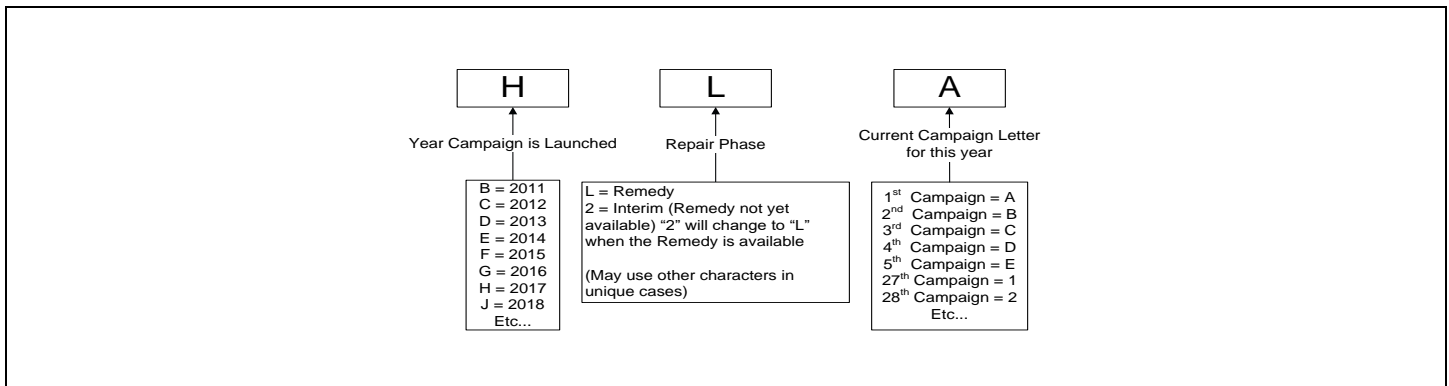 H
L
A
Year Campaign is Launched
Repair Phase
Current Campaign Letter
for this year
B = 2011
C = 2012
D = 2013
E = 2014
F = 2015
G = 2016
H = 2017
J = 2018
Etc...
L = Remedy
2 = Interim (Remedy not yet
available) “2” will change to “L”
when the Remedy is available
(May use other characters in
unique cases)
1st Campaign = A
2nd Campaign = B
3rd Campaign = C
4th Campaign = D
5th Campaign = E
27th Campaign = 1
28th Campaign = 2
Etc...